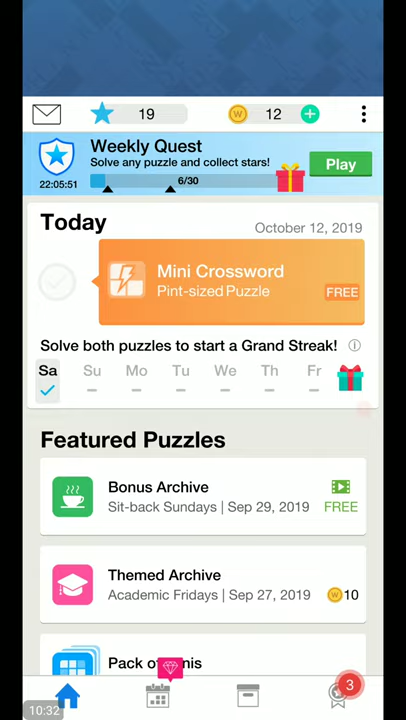 19
12
Weekly Quest
Solve any puzzle and collect stars!
Play
22:05:51
6/30
Today
October 12, 2019
Mini Crossword
Pint-sized Puzzle
FREE
Solve both puzzles to start a Grand Streak!
Sa Su Mo Tu We Th Fr
Featured Puzzles
Bonus Archive
Sit-back Sundays | Sep 29, 2019
FREE
Themed Archive
Academic Fridays | Sep 27, 2019
10
Pack of
3
10:32